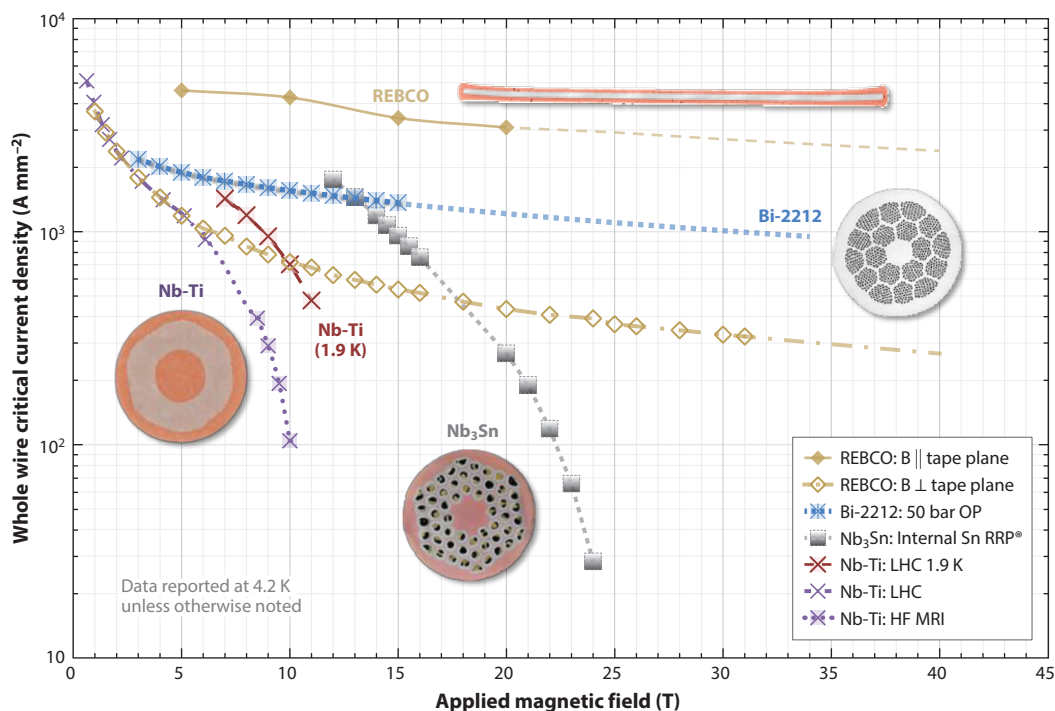 10⁴
10³
10²
10
Whole wire critical current density (A mm⁻²)
REBCO
Bi-2212
Nb-Ti
Nb-Ti
(1.9 K)
Nb₃Sn
Data reported at 4.2 K
unless otherwise noted
REBCO: B || tape plane
REBCO: B ⊥ tape plane
Bi-2212: 50 bar OP
Nb₃Sn: Internal Sn RRP®
Nb-Ti: LHC 1.9 K
Nb-Ti: LHC
Nb-Ti: HF MRI
0 5 10 15 20 25 30 35 40 45
Applied magnetic field (T)